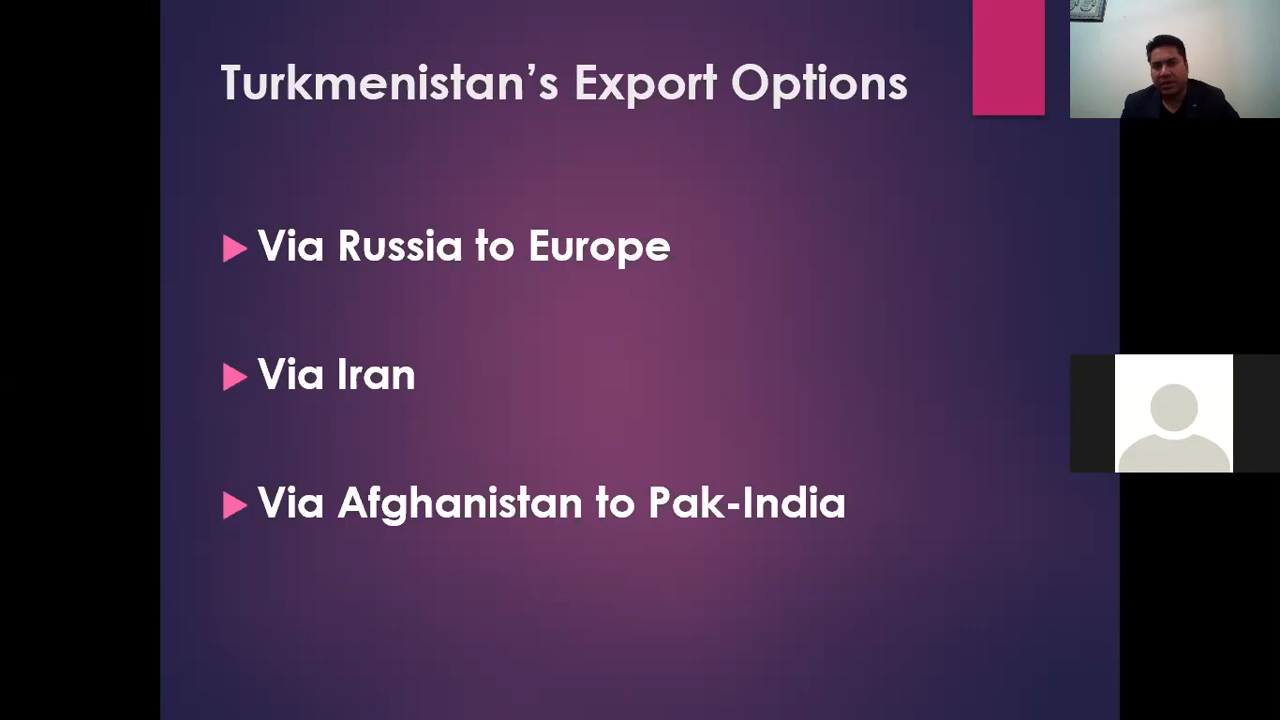 Turkmenistan’s Export Options
Via Russia to Europe
Via Iran
Via Afghanistan to Pak-India